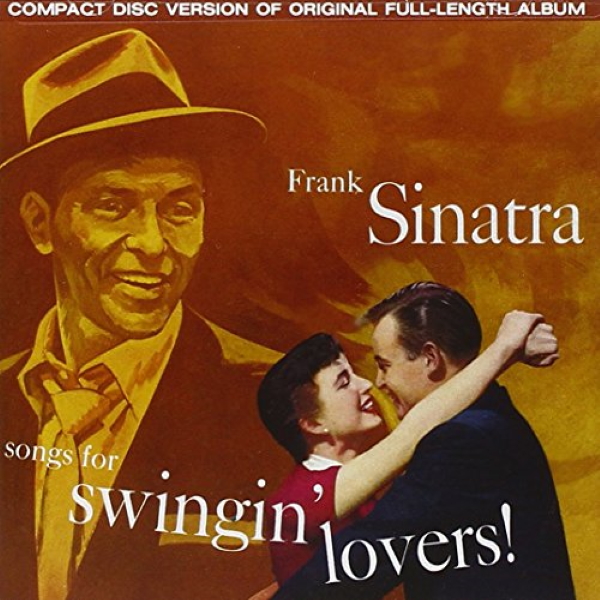 COMPACT DISC VERSION OF ORIGINAL FULL-LENGTH ALBUM
Frank
Sinatra
songs for
swingin'
lovers!